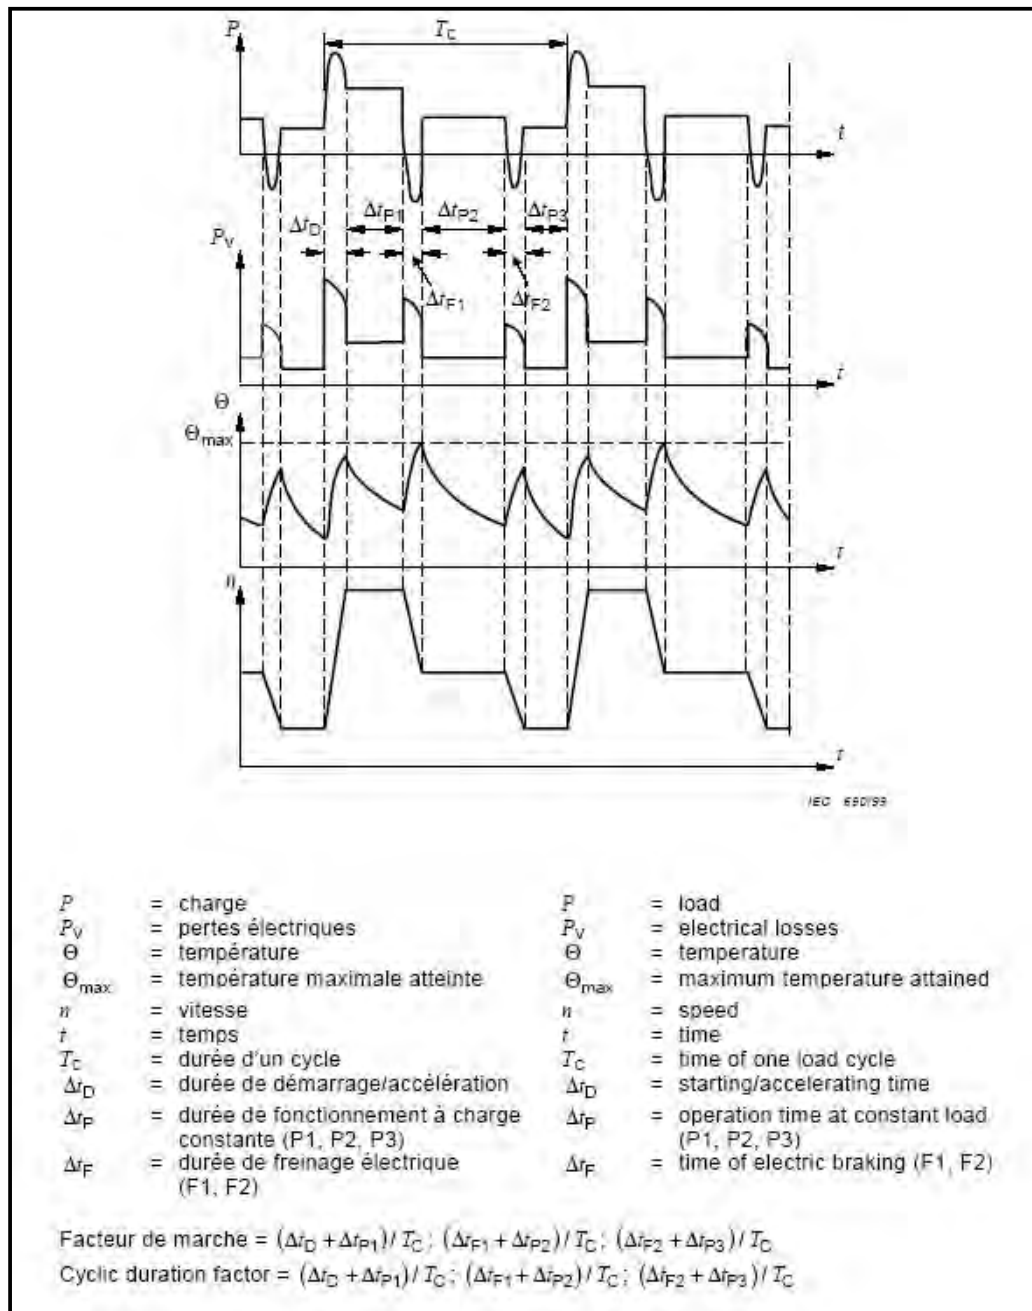 P
T_C
t
Δt_P1 Δt_P2 Δt_P3
Δt_D
P_V
Δt_F1 Δt_F2
t
Θ
Θ_max
t
n
t
IEC 690/99
P = charge
P_V = pertes électriques
Θ = température
Θ_max = température maximale atteinte
n = vitesse
t = temps
T_C = durée d'un cycle
Δt_D = durée de démarrage/accélération
Δt_P = durée de fonctionnement à charge
constante (P1, P2, P3)
Δt_F = durée de freinage électrique
(F1, F2)
P = load
P_V = electrical losses
Θ = temperature
Θ_max = maximum temperature attained
n = speed
t = time
T_C = time of one load cycle
Δt_D = starting/accelerating time
Δt_P = operation time at constant load
(P1, P2, P3)
Δt_F = time of electric braking (F1, F2)
Facteur de marche = (Δt_D + Δt_P1)/ T_C ; (Δt_F1 + Δt_P2)/ T_C ; (Δt_F2 + Δt_P3)/ T_C
Cyclic duration factor = (Δt_D + Δt_P1)/ T_C ; (Δt_F1 + Δt_P2)/ T_C ; (Δt_F2 + Δt_P3)/ T_C